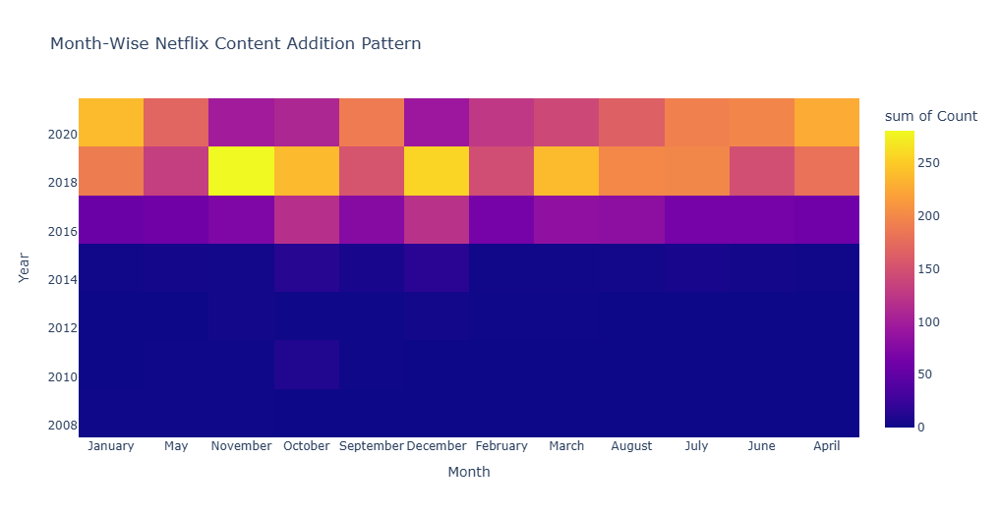 Month-Wise Netflix Content Addition Pattern
sum of Count
2020
2018
2016
2014
2012
2010
2008
Year
250
200
150
100
50
0
January May November October September December February March August July June April
Month